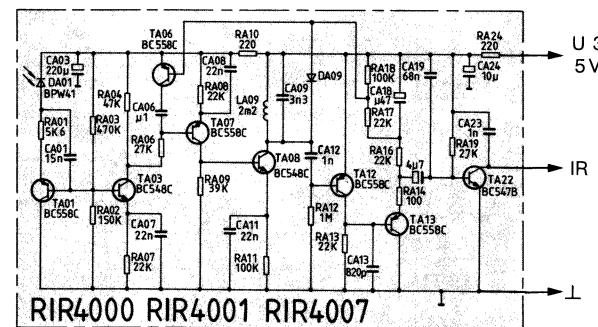 TA06
BC558C
CA03
220μ
DA01
BPW41
RA01
5K6
CA01
15n
TA01
BC558C
RA04
47K
RA03
470K
RA02
150K
TA03
BC548C
CA06
μ1
RA06
27K
CA07
22n
RA07
22K
CA08
22n
RA08
22K
TA07
BC558C
RA09
39K
RA10
220
LA09
2m2
CA09
3n3
TA08
BC548C
CA11
22n
RA11
100K
DA09
CA12
1n
TA12
BC558C
RA12
1M
RA13
22K
CA13
820p
RA18
100K
CA18
μ47
RA17
22K
RA16
22K
4μ7
RA14
100
TA13
BC558C
CA19
68n
RA24
220
CA24
10μ
CA23
1n
RA19
27K
TA22
BC547B
U 3
5V
IR
RIR4000 RIR4001 RIR4007